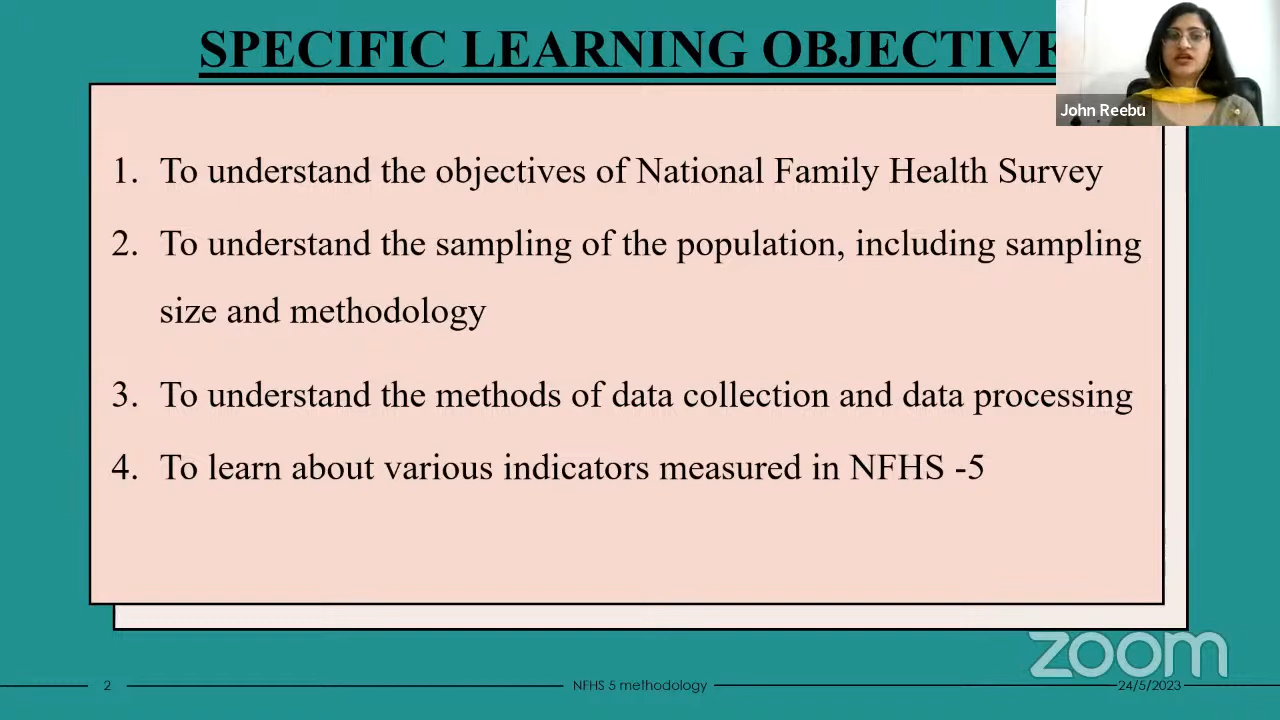 SPECIFIC LEARNING OBJECTIVE
John Reebu
1. To understand the objectives of National Family Health Survey
2. To understand the sampling of the population, including sampling
size and methodology
3. To understand the methods of data collection and data processing
4. To learn about various indicators measured in NFHS -5
zoom
2
NFHS 5 methodology
24/5/2023